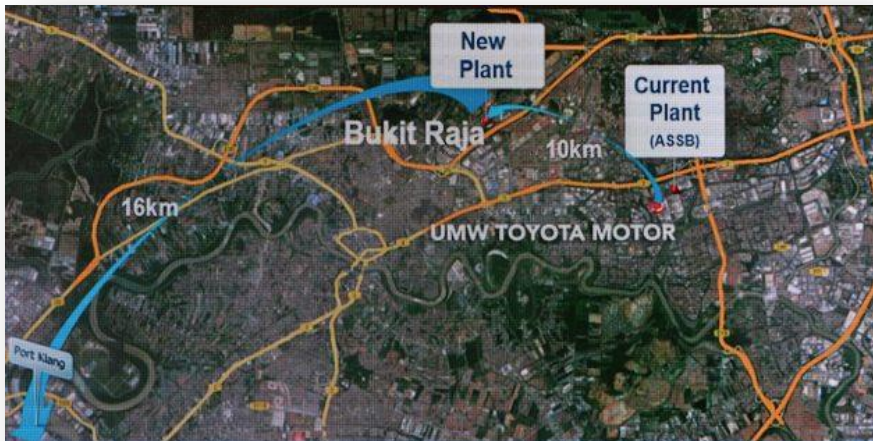 New
Plant
Current
Plant
(ASSB)
Bukit Raja
10km
16km
UMW TOYOTA MOTOR
Port Klang